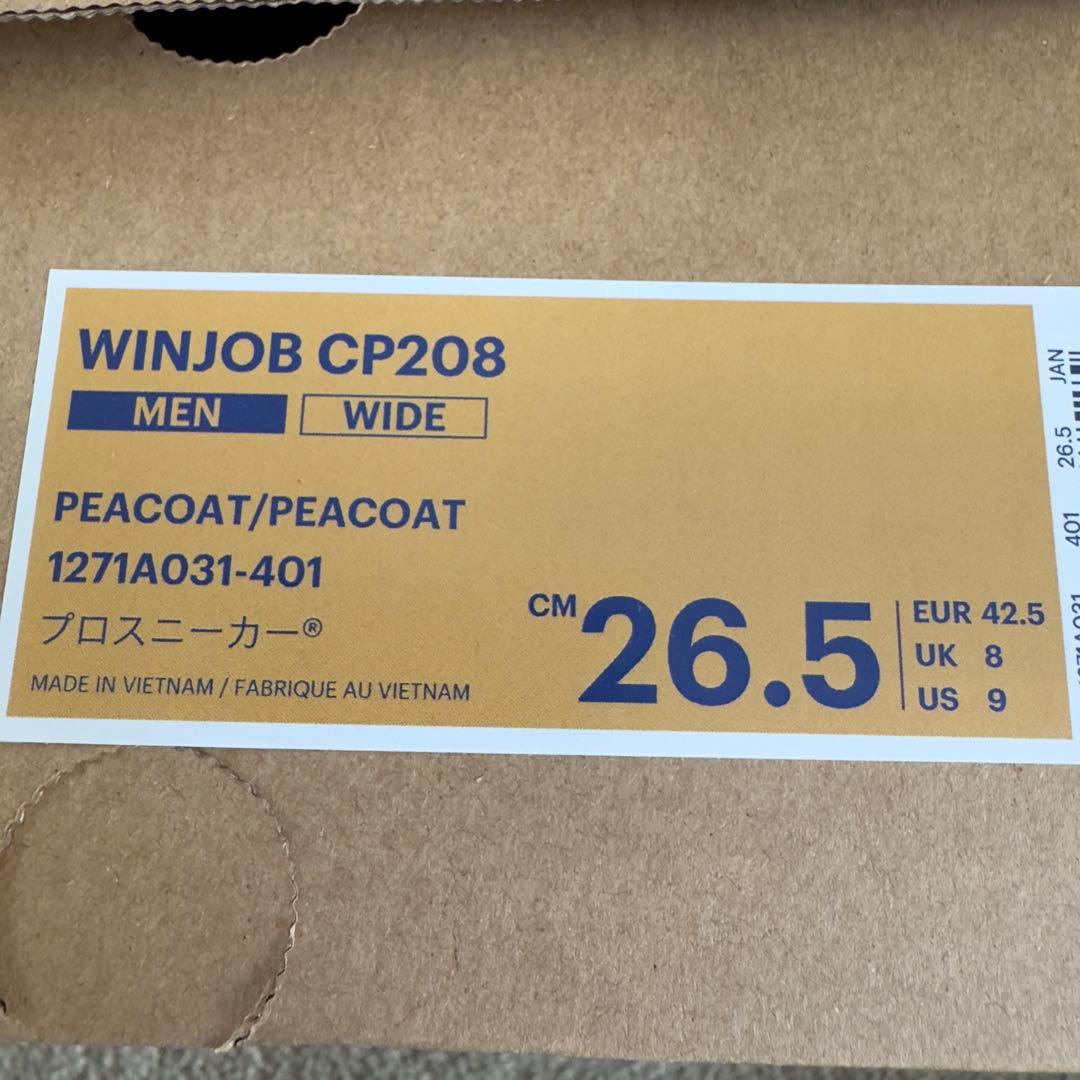 WINJOB CP208
MEN WIDE
PEACOAT/PEACOAT
1271A031-401
プロスニーカー®
MADE IN VIETNAM / FABRIQUE AU VIETNAM
CM 26.5
EUR 42.5
UK 8
US 9
JAN
26.5
401